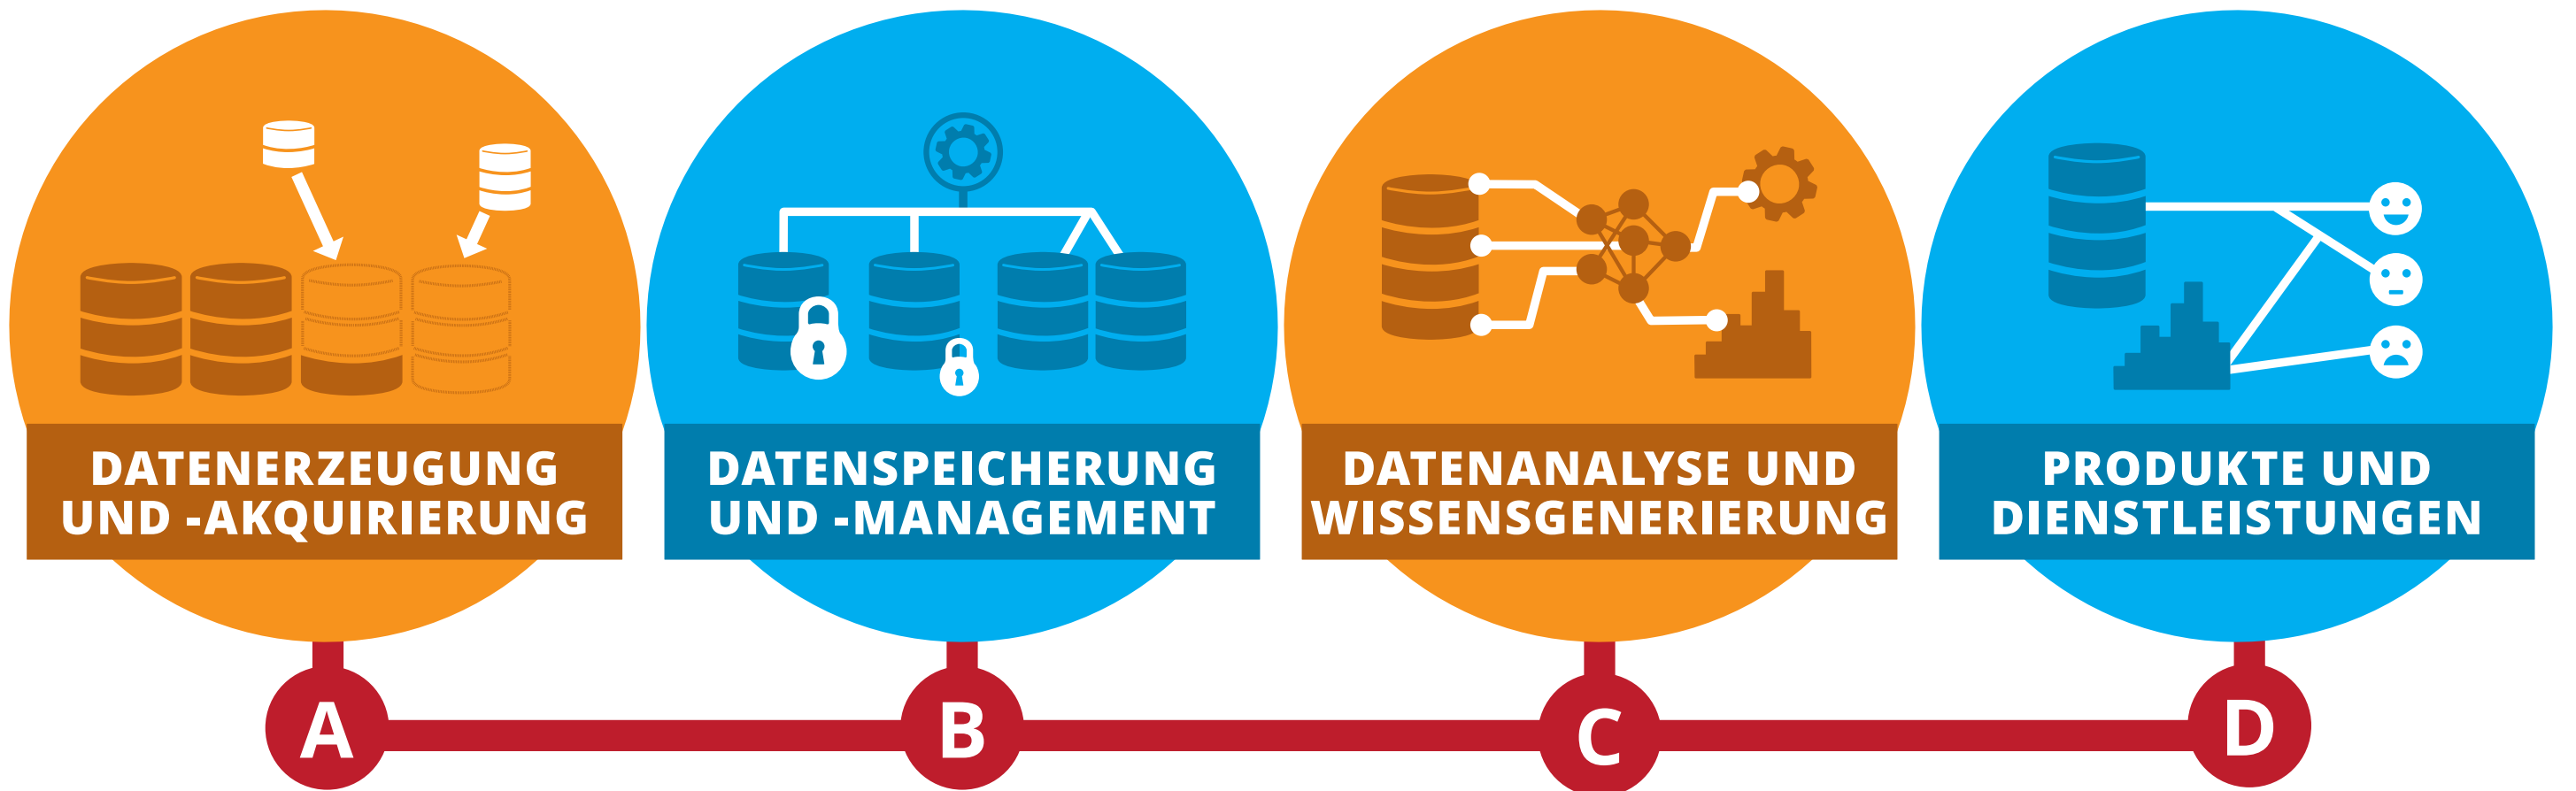 DATENERZEUGUNG
UND -AKQUIRIERUNG
DATENSPEICHERUNG
UND -MANAGEMENT
DATENANALYSE UND
WISSENSGENERIERUNG
PRODUKTE UND
DIENSTLEISTUNGEN
A
B
C
D